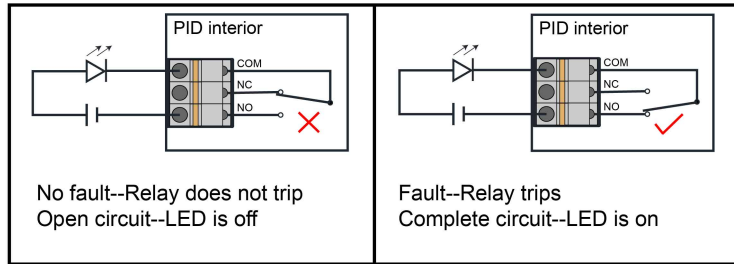 PID interior
COM
NC
NO
No fault--Relay does not trip
Open circuit--LED is off
PID interior
COM
NC
NO
Fault--Relay trips
Complete circuit--LED is on